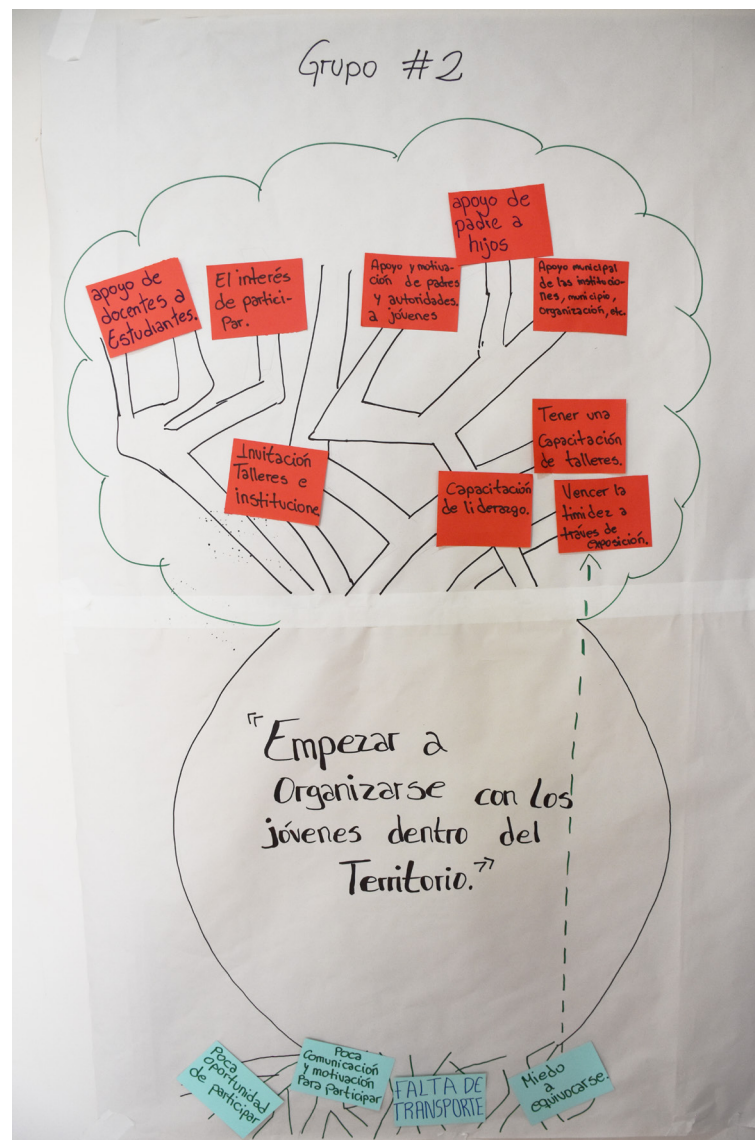 Grupo #2
apoyo de
padre a
hijos
apoyo de
docentes a
Estudiantes.
El interés
de partici-
Par.
Apoyo y motiva-
ción de padres
y autoridades.
a jóvenes
Apoyo municipal
de las institucio-
nes, municipio,
organización, etc.
Invitación
Talleres e
institucione
Capacitación
de liderazgo.
Tener una
Capacitación
de talleres.
Vencer la
timidez a
tráves de
exposición.
"Empezar a
Organizarse con Los
jóvenes dentro del
Territorio."
Poca
oportunidad
de participar
Poca
Comunicación
y motivación
Para Participar
FALTA DE
TRANSPORTE
Miedo
a
equivocarse.